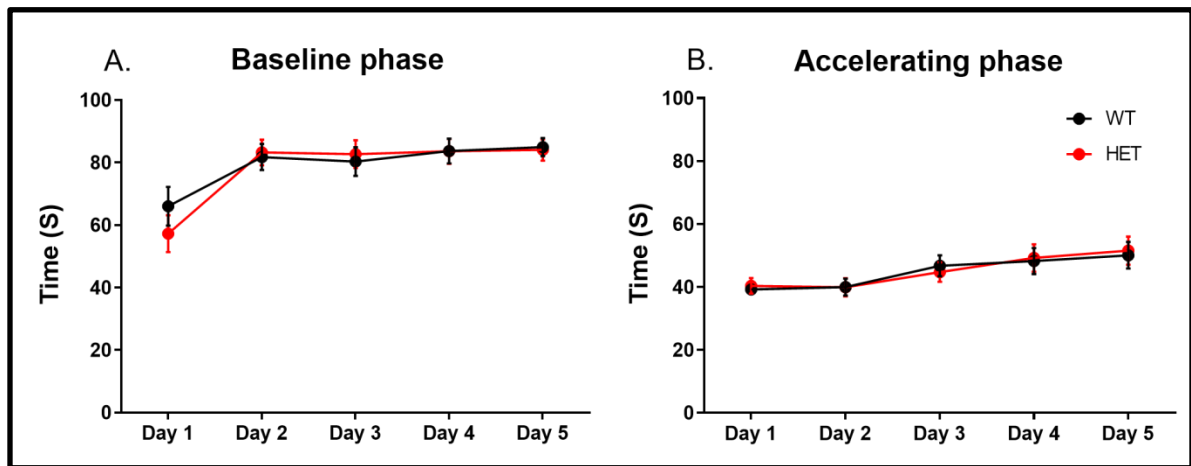 A. Baseline phase
Time (S)
100
80
60
40
20
0
Day 1 Day 2 Day 3 Day 4 Day 5
B. Accelerating phase
Time (S)
100
80
60
40
20
0
WT
HET
Day 1 Day 2 Day 3 Day 4 Day 5